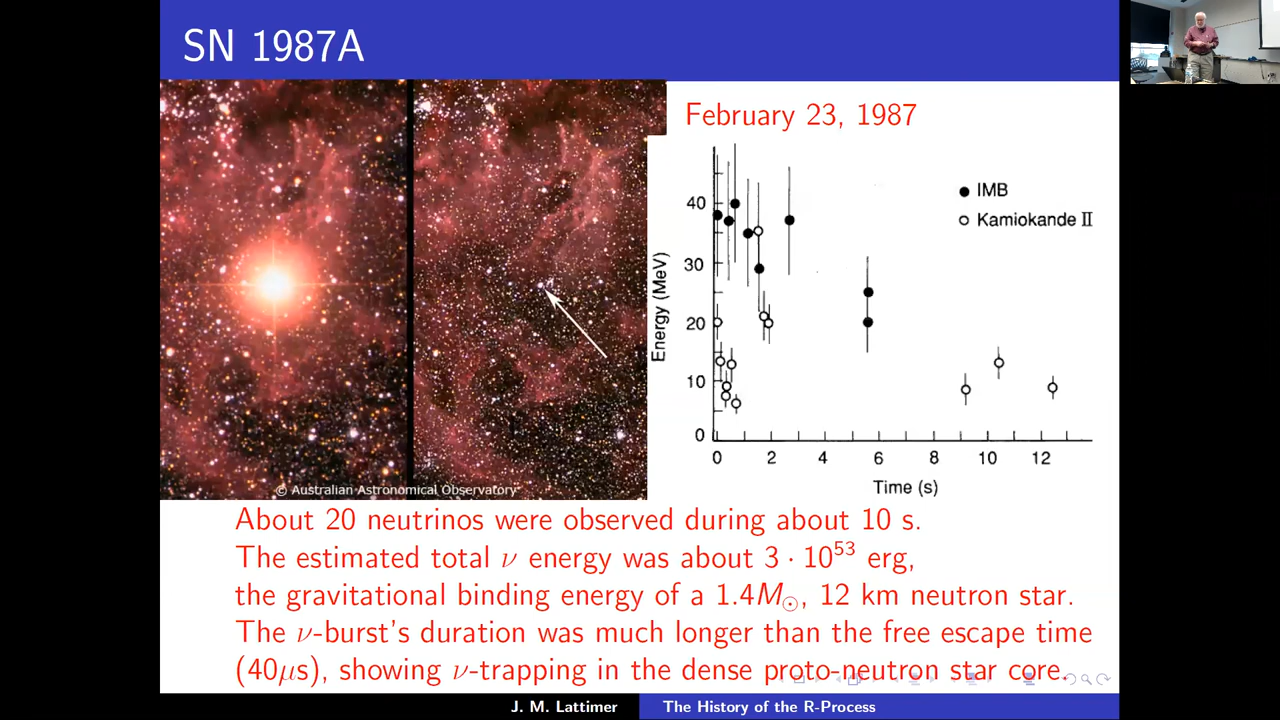 SN 1987A
February 23, 1987
IMB
Kamiokande II
40
30
20
10
0
Energy (MeV)
0 2 4 6 8 10 12
Time (s)
© Australian Astronomical Observatory
About 20 neutrinos were observed during about 10 s.
The estimated total ν energy was about 3 · 10⁵³ erg,
the gravitational binding energy of a 1.4M☉, 12 km neutron star.
The ν-burst's duration was much longer than the free escape time
(40μs), showing ν-trapping in the dense proto-neutron star core.
J. M. Lattimer The History of the R-Process